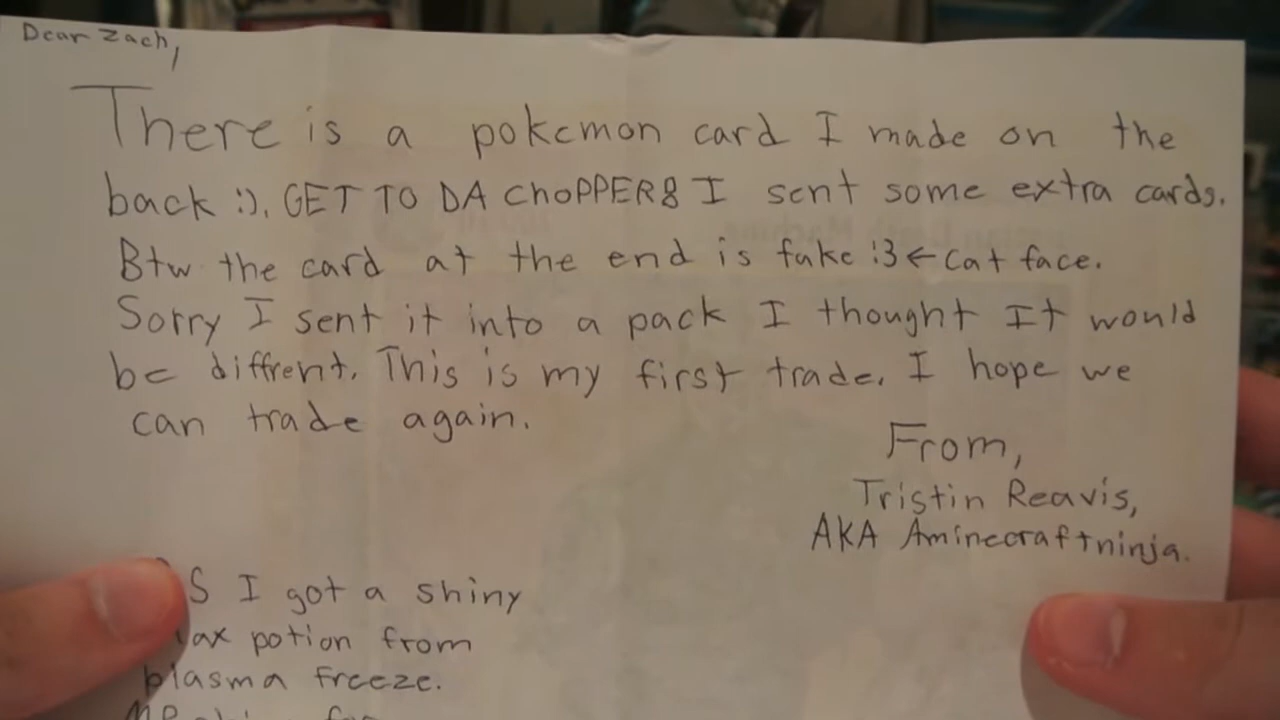 Dear Zach,
There is a pokemon card I made on the
back :). GET TO DA ChOPPER8 I sent some extra cards.
Btw the card at the end is fake :3 ← cat face.
Sorry I sent it into a pack I thought It would
be diffrent. This is my first trade. I hope we
can trade again.
From,
Tristin Reavis,
AKA Aminecraftninja.
S I got a shiny
ax potion from
plasma freeze.